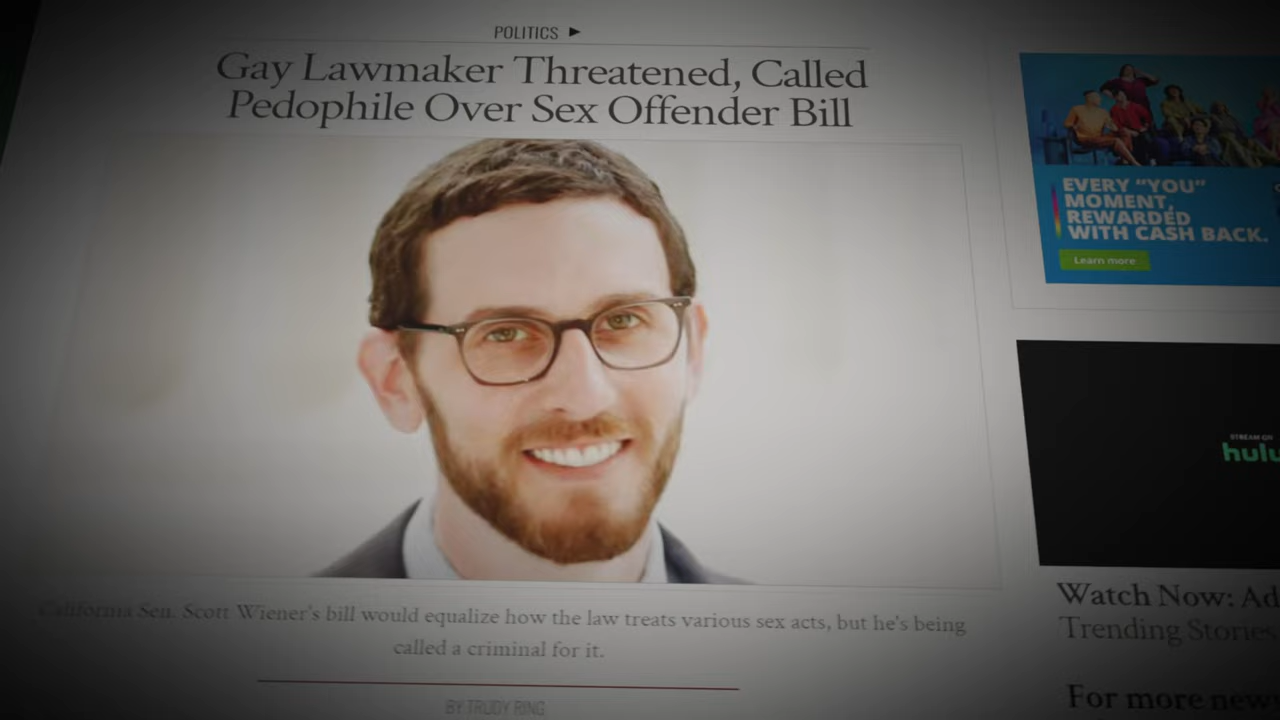 POLITICS ►
Gay Lawmaker Threatened, Called
Pedophile Over Sex Offender Bill
California Sen. Scott Wiener's bill would equalize how the law treats various sex acts, but he's being
called a criminal for it.
BY TRUDY RING
EVERY "YOU"
MOMENT,
REWARDED
WITH CASH BACK.
Learn more
STREAM ON
hulu
Watch Now: Ad
Trending Stories
For more news